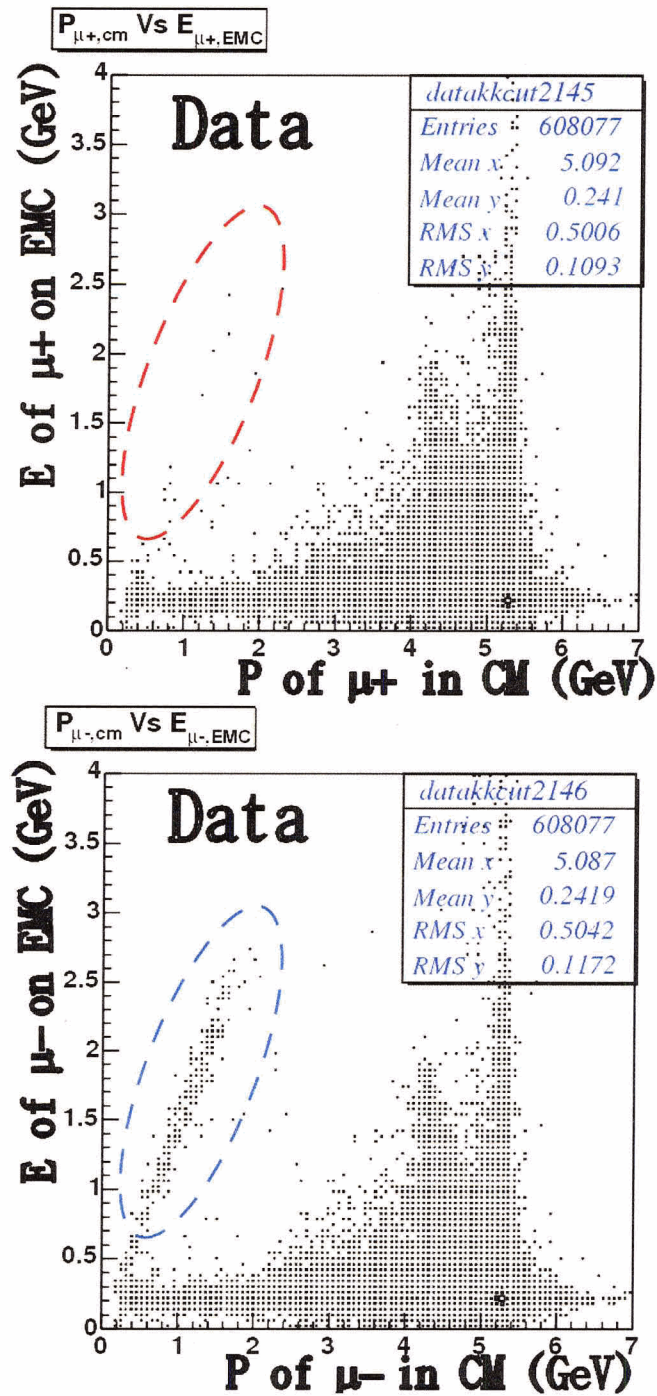 P μ+,cm Vs E μ+,EMC
E of μ+ on EMC (GeV)
4
3.5
3
2.5
2
1.5
1
0.5
0
Data
datakkcut2145
Entries 608077
Mean x 5.092
Mean y 0.241
RMS x 0.5006
RMS y 0.1093
0 1 2 3 4 5 6 7
P of μ+ in CM (GeV)
P μ-,cm Vs E μ-,EMC
E of μ- on EMC (GeV)
4
3.5
3
2.5
2
1.5
1
0.5
0
Data
datakkcut2146
Entries 608077
Mean x 5.087
Mean y 0.2419
RMS x 0.5042
RMS y 0.1172
0 1 2 3 4 5 6 7
P of μ- in CM (GeV)